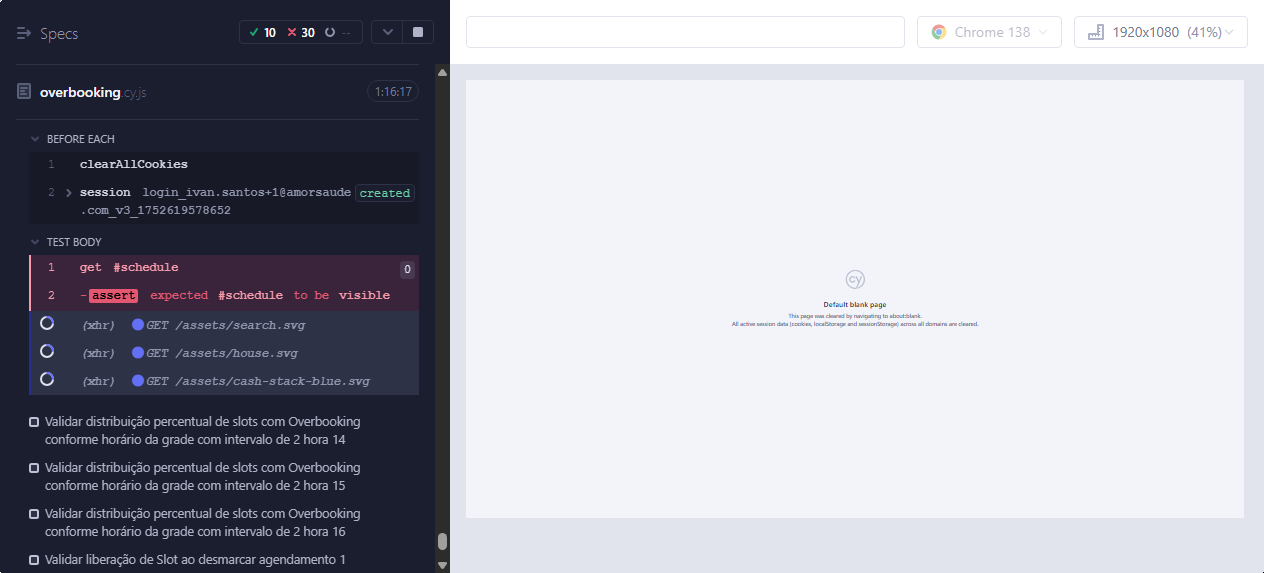 Specs
10
30
--
Chrome 138
1920x1080 (41%)
overbooking.cy.js
1:16:17
BEFORE EACH
1 clearAllCookies
2 session login_ivan.santos+1@amorsaude created
.com_v3_1752619578652
TEST BODY
1 get #schedule 0
2 -assert expected #schedule to be visible
(xhr) GET /assets/search.svg
(xhr) GET /assets/house.svg
(xhr) GET /assets/cash-stack-blue.svg
Validar distribuição percentual de slots com Overbooking
conforme horário da grade com intervalo de 2 hora 14
Validar distribuição percentual de slots com Overbooking
conforme horário da grade com intervalo de 2 hora 15
Validar distribuição percentual de slots com Overbooking
conforme horário da grade com intervalo de 2 hora 16
Validar liberação de Slot ao desmarcar agendamento 1
cy
Default blank page
This page was cleared by navigating to about:blank.
All active session data (cookies, localStorage and sessionStorage) across all domains are cleared.